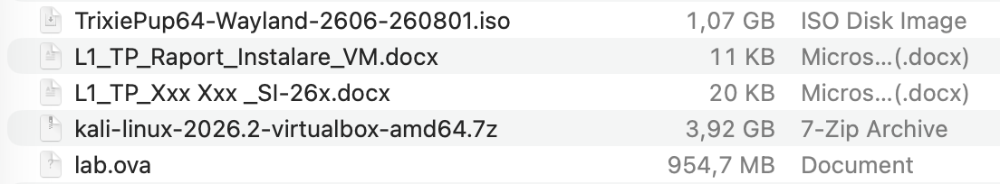 TrixiePup64-Wayland-2606-260801.iso 1,07 GB ISO Disk Image
L1_TP_Raport_Instalare_VM.docx 11 KB Micros...(.docx)
L1_TP_Xxx Xxx _SI-26x.docx 20 KB Micros...(.docx)
kali-linux-2026.2-virtualbox-amd64.7z 3,92 GB 7-Zip Archive
lab.ova 954,7 MB Document